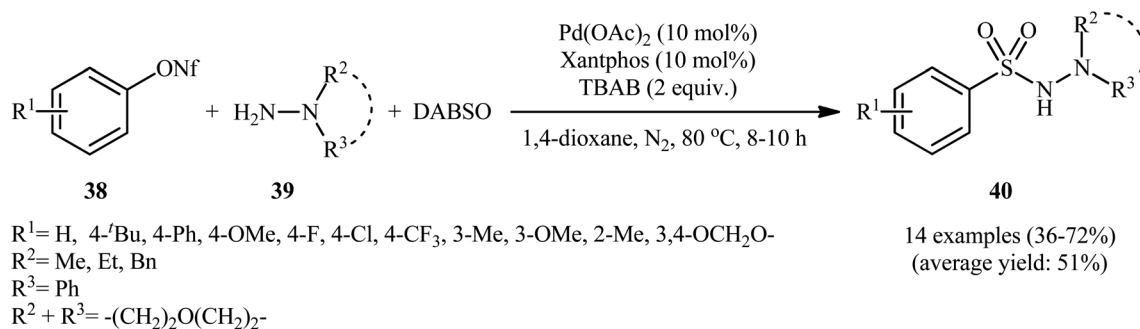 Pd(OAc)₂ (10 mol%)
Xantphos (10 mol%)
TBAB (2 equiv.)
1,4-dioxane, N₂, 80 °C, 8-10 h
R¹ ONf + H₂N N R² R³ + DABSO
R¹ O O S N H N R² R³
38 39 40
R¹= H, 4-ᵗBu, 4-Ph, 4-OMe, 4-F, 4-Cl, 4-CF₃, 3-Me, 3-OMe, 2-Me, 3,4-OCH₂O-
R²= Me, Et, Bn
R³= Ph
R² + R³= -(CH₂)₂O(CH₂)₂-
14 examples (36-72%)
(average yield: 51%)